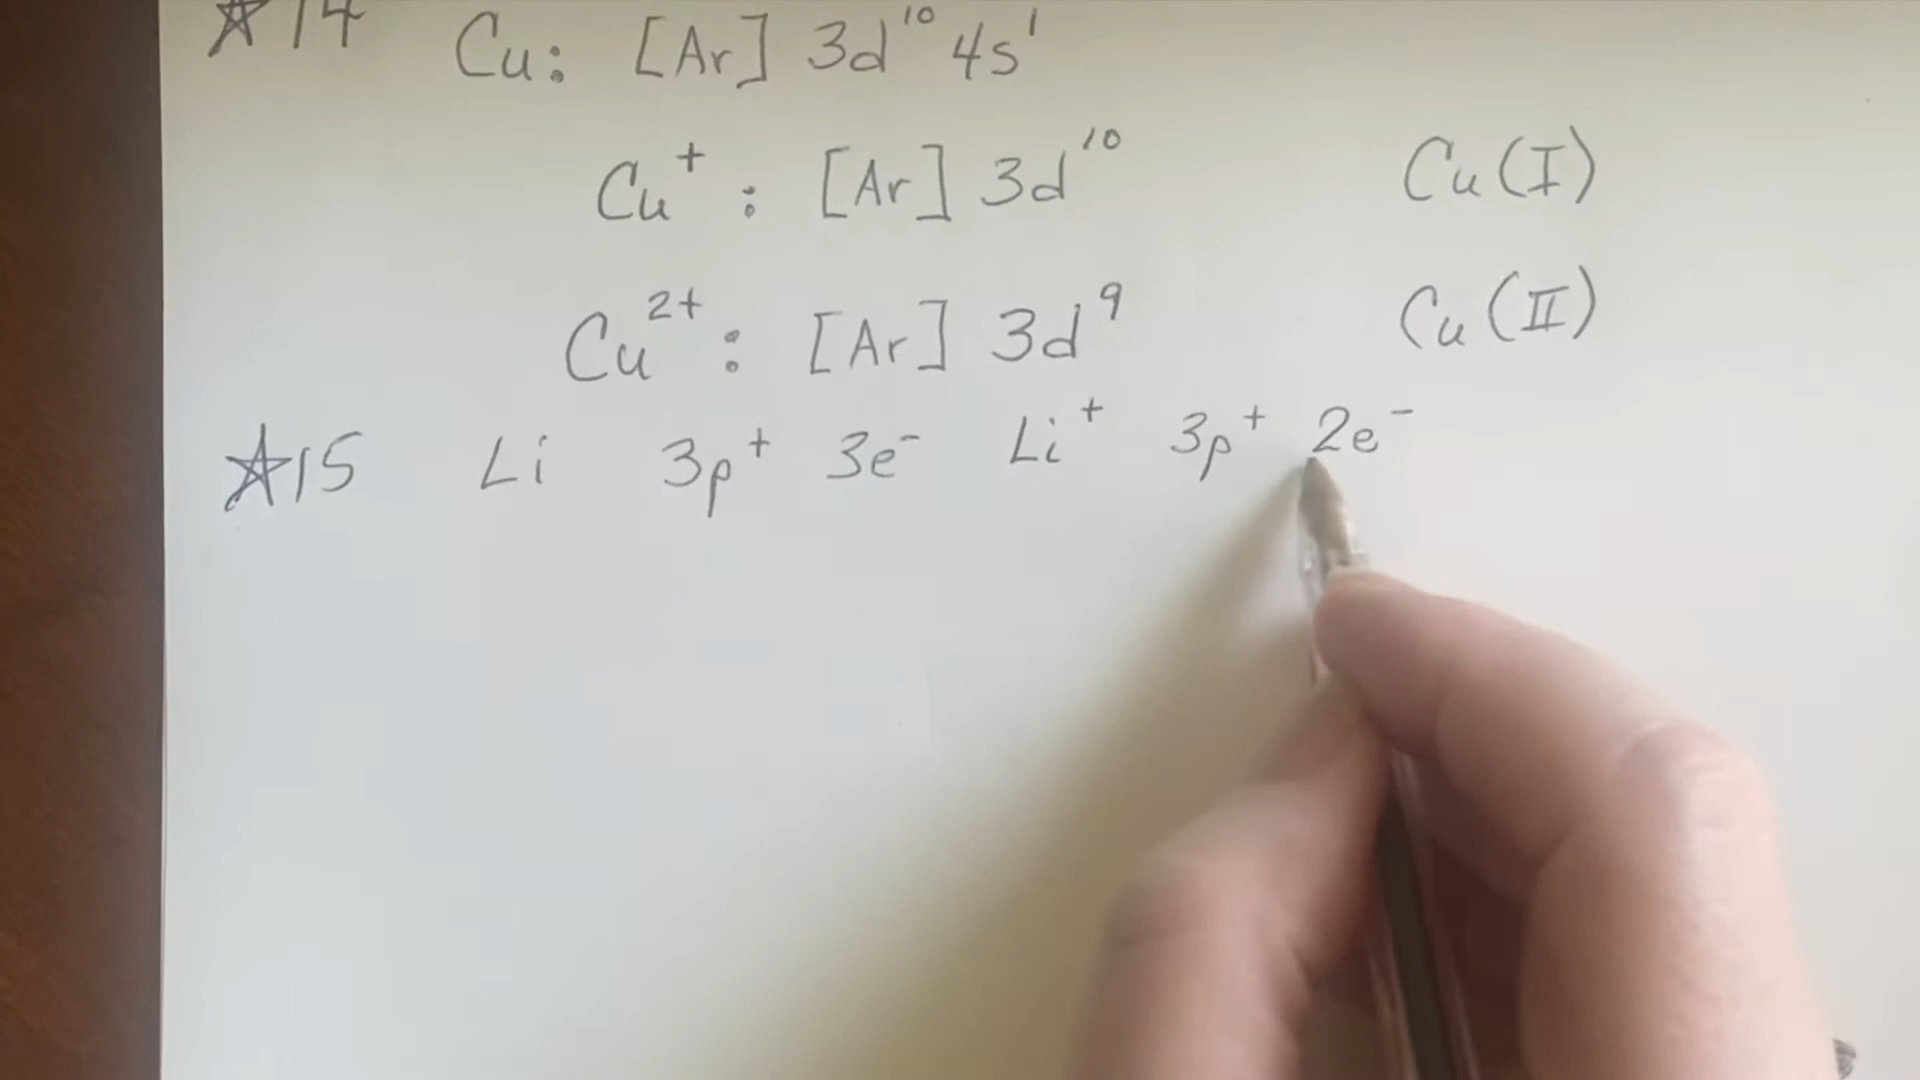 ☆14 Cu: [Ar] 3d¹⁰ 4s¹
Cu⁺ : [Ar] 3d¹⁰ Cu(I)
Cu²⁺ : [Ar] 3d⁹ Cu(II)
☆15 Li 3p⁺ 3e⁻ Li⁺ 3p⁺ 2e⁻